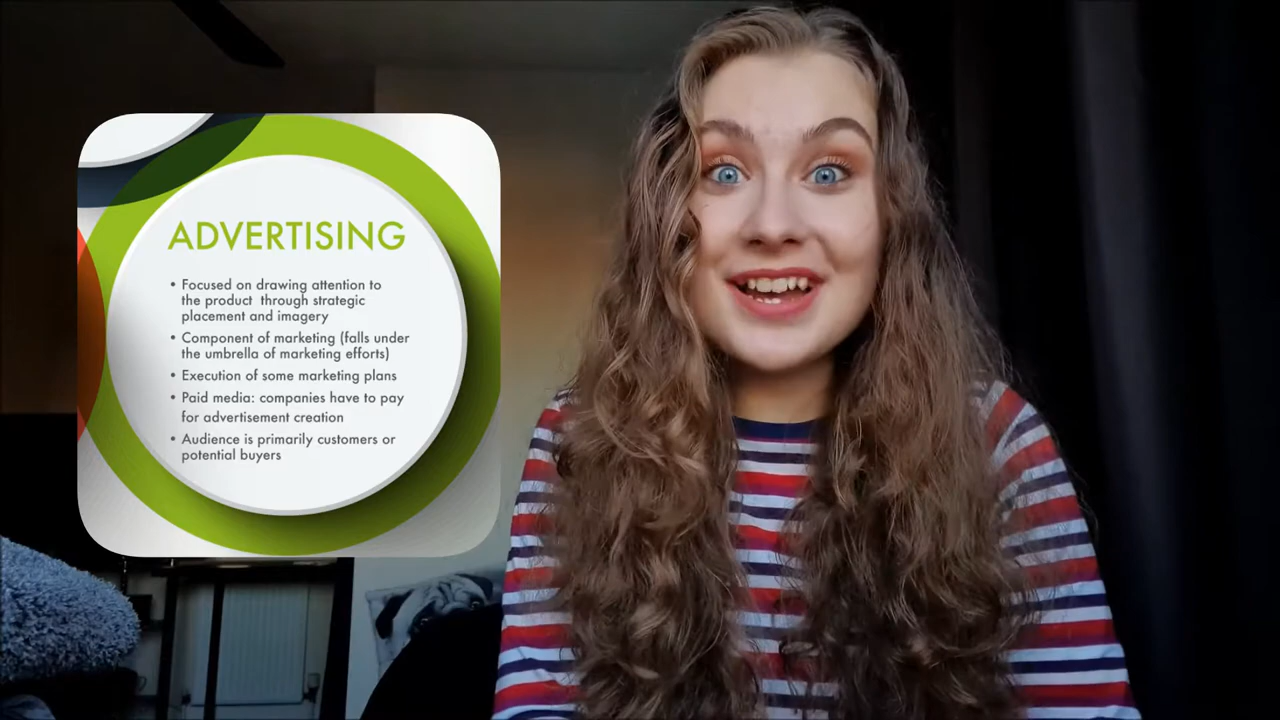 ADVERTISING
• Focused on drawing attention to
the product through strategic
placement and imagery
• Component of marketing (falls under
the umbrella of marketing efforts)
• Execution of some marketing plans
• Paid media: companies have to pay
for advertisement creation
• Audience is primarily customers or
potential buyers